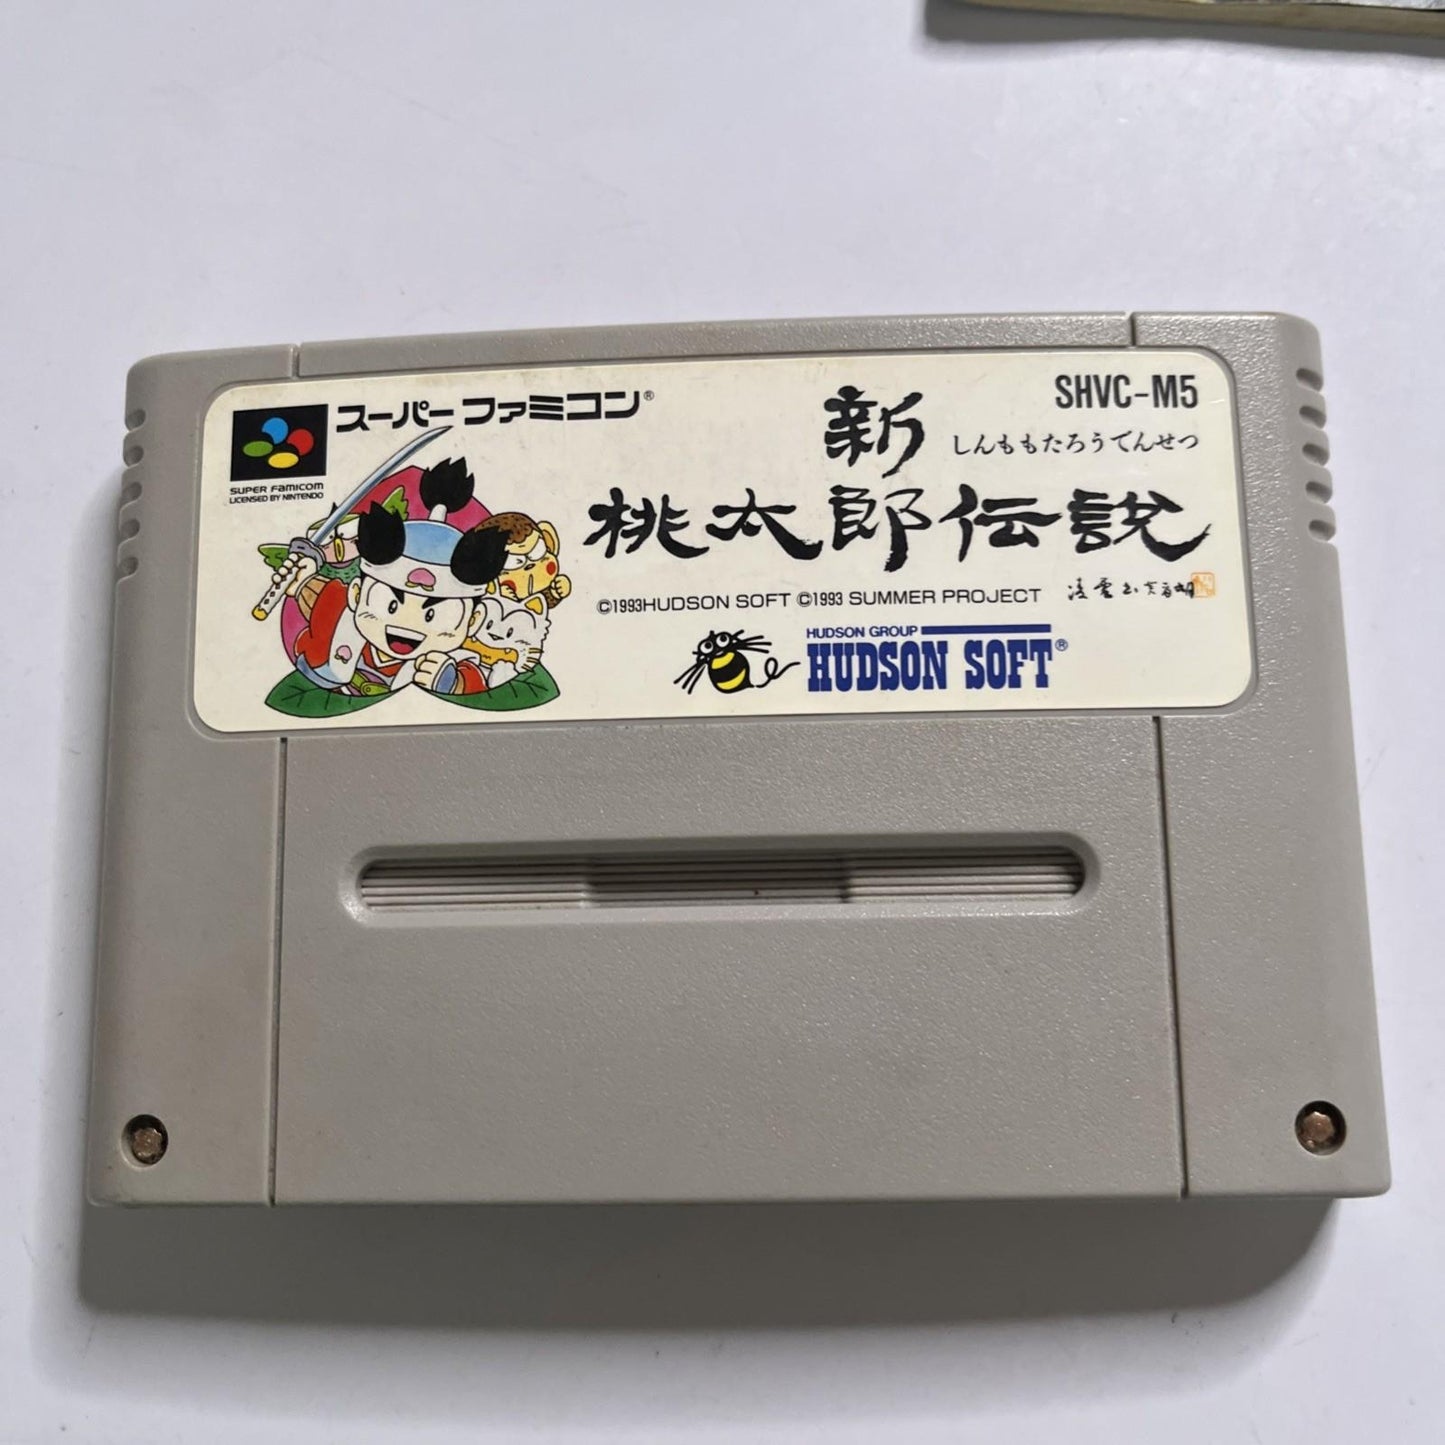 スーパーファミコン®
SUPER FAMICOM
LICENSED BY NINTENDO
SHVC-M5
新
しんももたろうでんせつ
桃太郎伝説
©1993HUDSON SOFT ©1993 SUMMER PROJECT
HUDSON GROUP
HUDSON SOFT®